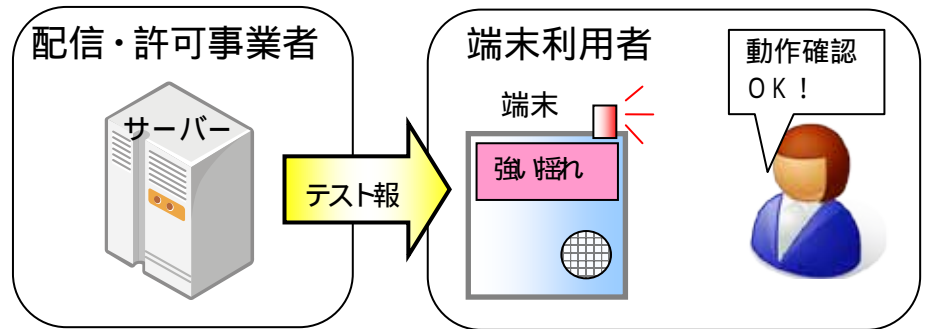 配信・許可事業者
サーバー
テスト報
端末利用者
端末
強い揺れ
動作確認
OK！